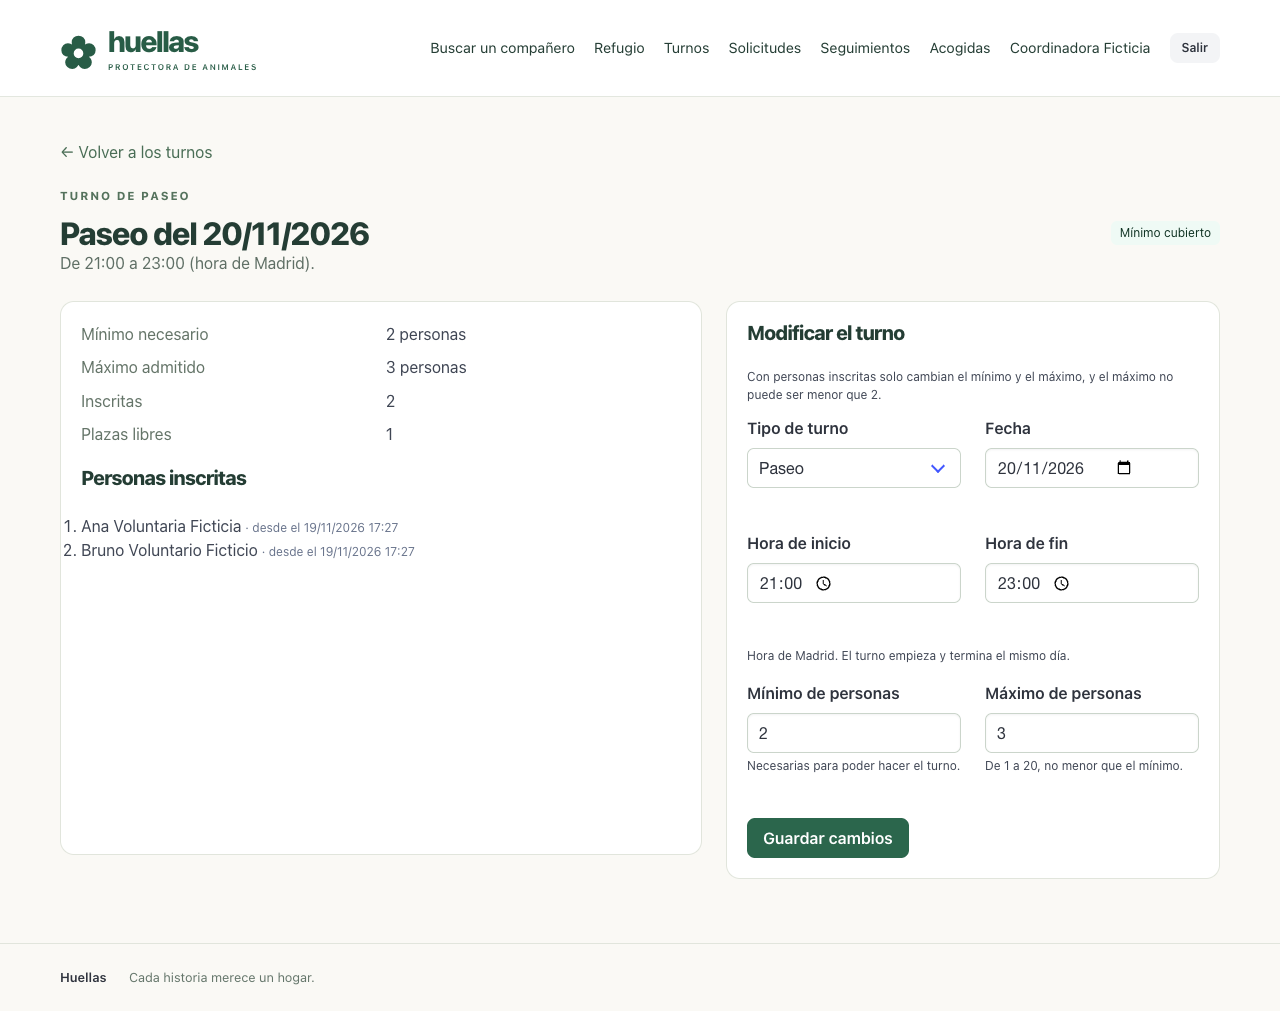 huellas
PROTECTORA DE ANIMALES
Buscar un compañero
Refugio
Turnos
Solicitudes
Seguimientos
Acogidas
Coordinadora Ficticia
Salir
← Volver a los turnos
TURNO DE PASEO
Paseo del 20/11/2026
Mínimo cubierto
De 21:00 a 23:00 (hora de Madrid).
Mínimo necesario 2 personas
Máximo admitido 3 personas
Inscritas 2
Plazas libres 1
Personas inscritas
1. Ana Voluntaria Ficticia · desde el 19/11/2026 17:27
2. Bruno Voluntario Ficticio · desde el 19/11/2026 17:27
Modificar el turno
Con personas inscritas solo cambian el mínimo y el máximo, y el máximo no
puede ser menor que 2.
Tipo de turno
Paseo
Fecha
20/11/2026
Hora de inicio
21:00
Hora de fin
23:00
Hora de Madrid. El turno empieza y termina el mismo día.
Mínimo de personas
2
Necesarias para poder hacer el turno.
Máximo de personas
3
De 1 a 20, no menor que el mínimo.
Guardar cambios
Huellas
Cada historia merece un hogar.